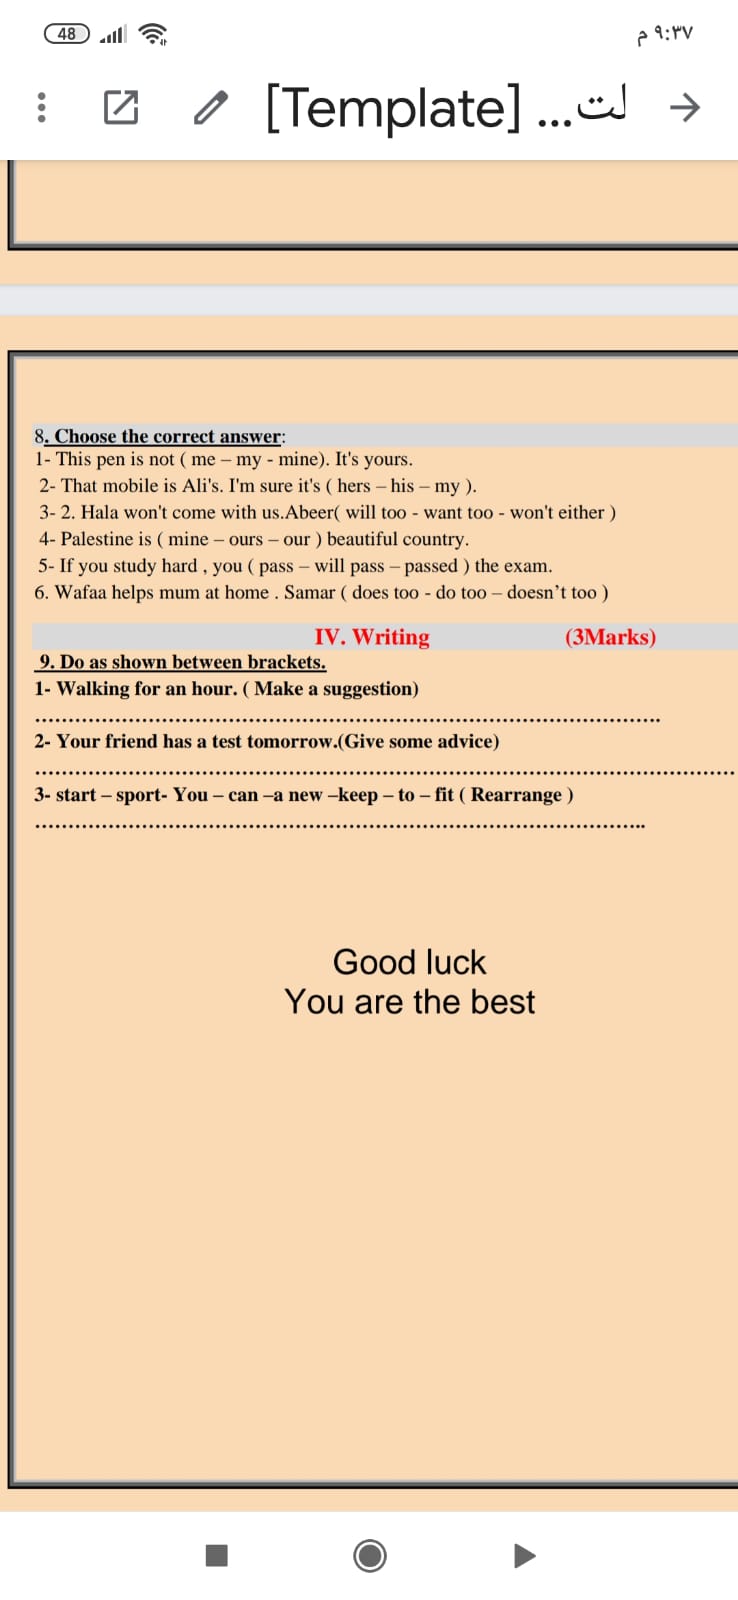 48
٩:٣٧ م
[Template] ...لت
8. Choose the correct answer:
1- This pen is not ( me – my - mine). It's yours.
2- That mobile is Ali's. I'm sure it's ( hers – his – my ).
3- 2. Hala won't come with us.Abeer( will too - want too - won't either )
4- Palestine is ( mine – ours – our ) beautiful country.
5- If you study hard , you ( pass – will pass – passed ) the exam.
6. Wafaa helps mum at home . Samar ( does too - do too – doesn’t too )
IV. Writing (3Marks)
9. Do as shown between brackets.
1- Walking for an hour. ( Make a suggestion)
........................................................................................
2- Your friend has a test tomorrow.(Give some advice)
........................................................................................
3- start – sport- You – can –a new –keep – to – fit ( Rearrange )
........................................................................................
Good luck
You are the best